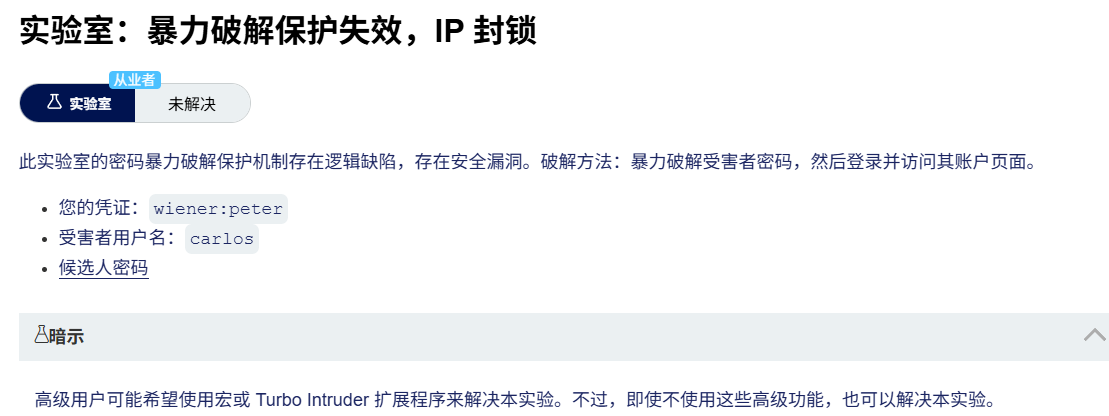 实验室：暴力破解保护失效，IP 封锁
从业者
实验室
未解决
此实验室的密码暴力破解保护机制存在逻辑缺陷，存在安全漏洞。破解方法：暴力破解受害者密码，然后登录并访问其账户页面。
您的凭证：wiener:peter
受害者用户名：carlos
候选人密码
暗示
高级用户可能希望使用宏或 Turbo Intruder 扩展程序来解决本实验。不过，即使不使用这些高级功能，也可以解决本实验。